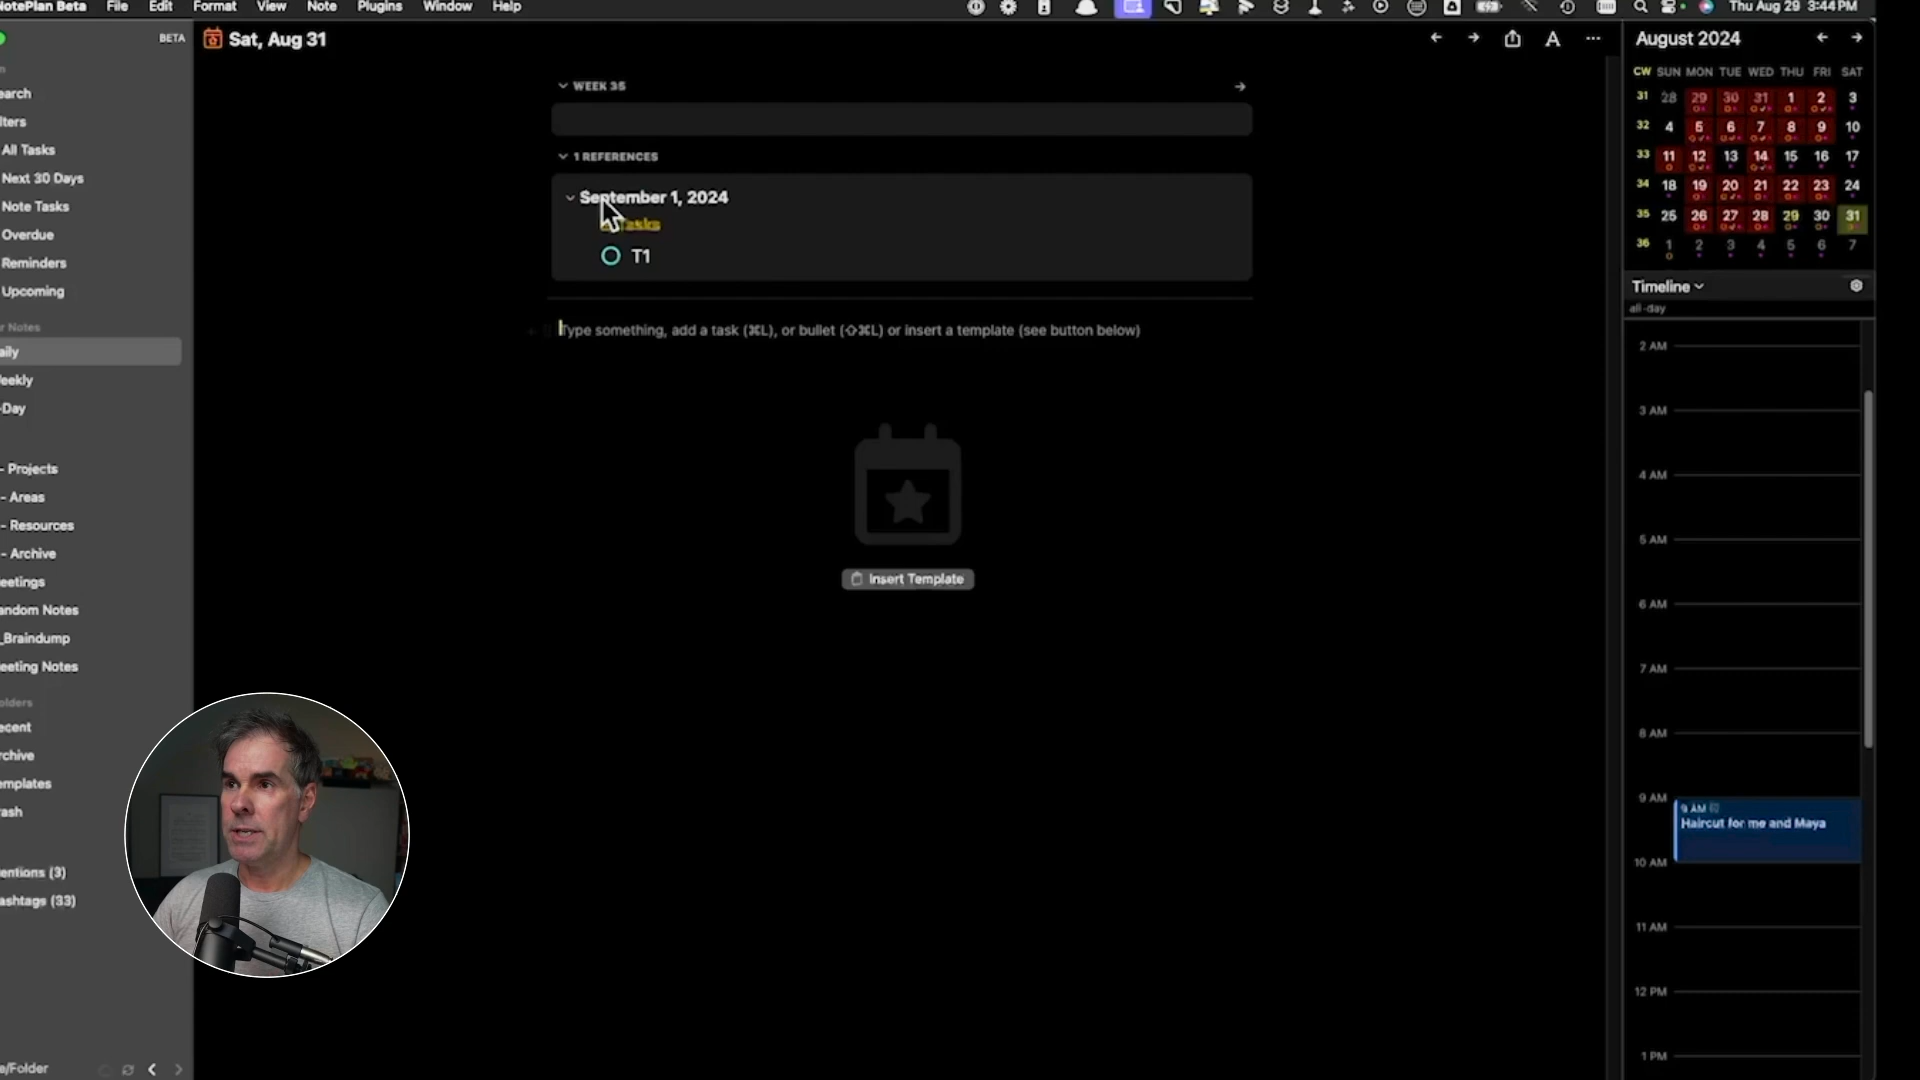 NotePlan Beta File Edit Format View Note Plugins Window Help
Thu Aug 29 3:44 PM
BETA
Sat, Aug 31
earch
lters
All Tasks
Next 30 Days
Note Tasks
Overdue
Reminders
Upcoming
r Notes
aily
eekly
-Day
- Projects
- Areas
- Resources
- Archive
eetings
andom Notes
_Braindump
eeting Notes
olders
ecent
rchive
emplates
rash
entions (3)
ashtags (33)
e/Folder
WEEK 35
1 REFERENCES
September 1, 2024
Tasks
T1
Type something, add a task (⌘L), or bullet (⇧⌘L) or insert a template (see button below)
Insert Template
August 2024
CW SUN MON TUE WED THU FRI SAT
31 28 29 30 31 1 2 3
32 4 5 6 7 8 9 10
33 11 12 13 14 15 16 17
34 18 19 20 21 22 23 24
35 25 26 27 28 29 30 31
36 1 2 3 4 5 6 7
Timeline
all-day
2 AM
3 AM
4 AM
5 AM
6 AM
7 AM
8 AM
9 AM
9 AM
Haircut for me and Maya
10 AM
11 AM
12 PM
1 PM